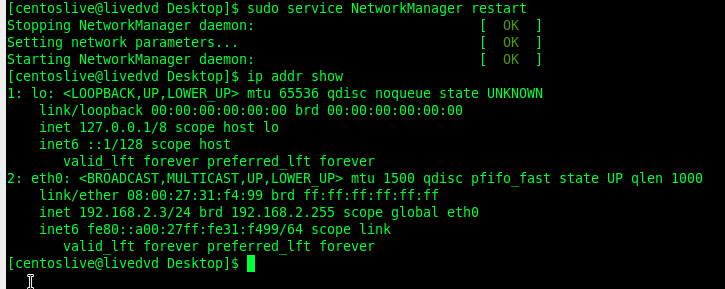 [centoslive@livedvd Desktop]$ sudo service NetworkManager restart
Stopping NetworkManager daemon:                            [  OK  ]
Setting network parameters...                              [  OK  ]
Starting NetworkManager daemon:                            [  OK  ]
[centoslive@livedvd Desktop]$ ip addr show
1: lo: <LOOPBACK,UP,LOWER_UP> mtu 65536 qdisc noqueue state UNKNOWN
    link/loopback 00:00:00:00:00:00 brd 00:00:00:00:00:00
    inet 127.0.0.1/8 scope host lo
    inet6 ::1/128 scope host
       valid_lft forever preferred_lft forever
2: eth0: <BROADCAST,MULTICAST,UP,LOWER_UP> mtu 1500 qdisc pfifo_fast state UP qlen 1000
    link/ether 08:00:27:31:f4:99 brd ff:ff:ff:ff:ff:ff
    inet 192.168.2.3/24 brd 192.168.2.255 scope global eth0
    inet6 fe80::a00:27ff:fe31:f499/64 scope link
       valid_lft forever preferred_lft forever
[centoslive@livedvd Desktop]$